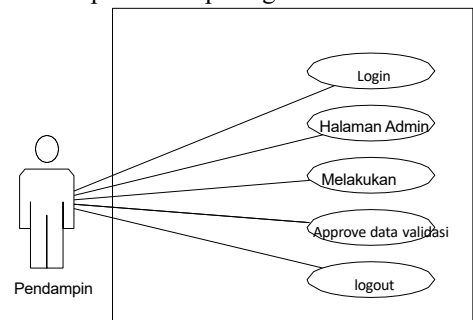 Login
Halaman Admin
Melakukan
Approve data validasi
logout
Pendampin